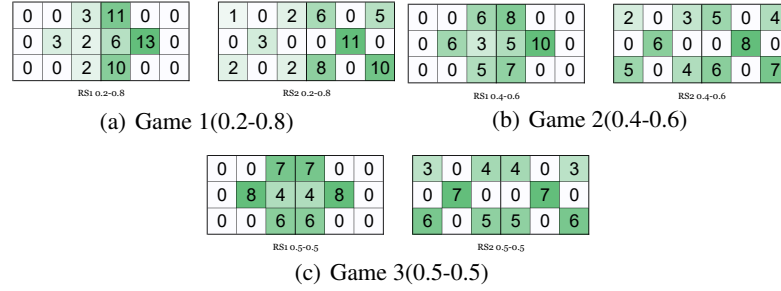 0 0 3 11 0 0
0 3 2 6 13 0
0 0 2 10 0 0
RS1 0.2-0.8
1 0 2 6 0 5
0 3 0 0 11 0
2 0 2 8 0 10
RS2 0.2-0.8
(a) Game 1(0.2-0.8)
0 0 6 8 0 0
0 6 3 5 10 0
0 0 5 7 0 0
RS1 0.4-0.6
2 0 3 5 0 4
0 6 0 0 8 0
5 0 4 6 0 7
RS2 0.4-0.6
(b) Game 2(0.4-0.6)
0 0 7 7 0 0
0 8 4 4 8 0
0 0 6 6 0 0
RS1 0.5-0.5
3 0 4 4 0 3
0 7 0 0 7 0
6 0 5 5 0 6
RS2 0.5-0.5
(c) Game 3(0.5-0.5)